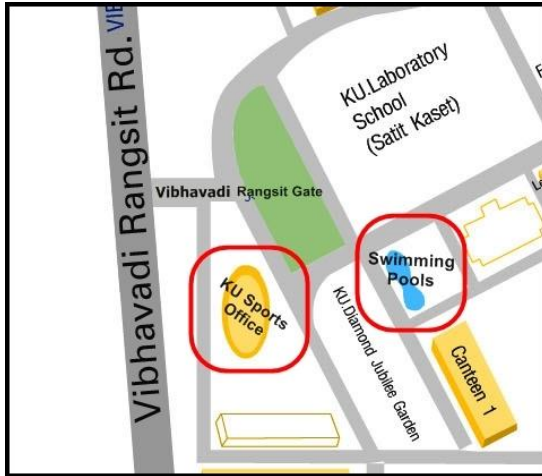 VIB
Vibhavadi Rangsit Rd.
KU.Laboratory
School
(Satit Kaset)
Vibhavadi Rangsit Gate
Swimming
Pools
KU Sports
Office
KU.Diamond Jubilee Garden
Canteen 1